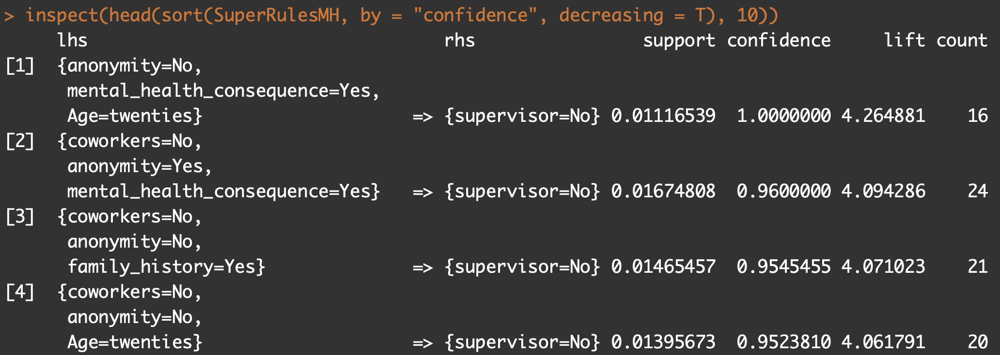 > inspect(head(sort(SuperRulesMH, by = "confidence", decreasing = T), 10))
lhs rhs support confidence lift count
[1] {anonymity=No,
mental_health_consequence=Yes,
Age=twenties} => {supervisor=No} 0.01116539 1.0000000 4.264881 16
[2] {coworkers=No,
anonymity=Yes,
mental_health_consequence=Yes} => {supervisor=No} 0.01674808 0.9600000 4.094286 24
[3] {coworkers=No,
anonymity=No,
family_history=Yes} => {supervisor=No} 0.01465457 0.9545455 4.071023 21
[4] {coworkers=No,
anonymity=No,
Age=twenties} => {supervisor=No} 0.01395673 0.9523810 4.061791 20